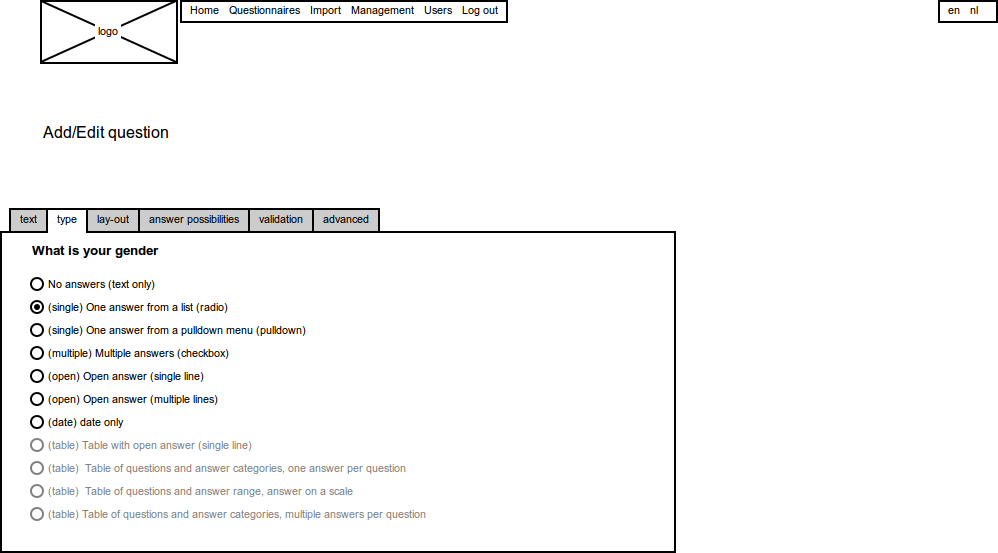 logo
Home Questionnaires Import Management Users Log out
en nl
Add/Edit question
text type lay-out answer possibilities validation advanced
What is your gender
No answers (text only)
(single) One answer from a list (radio)
(single) One answer from a pulldown menu (pulldown)
(multiple) Multiple answers (checkbox)
(open) Open answer (single line)
(open) Open answer (multiple lines)
(date) date only
(table) Table with open answer (single line)
(table)  Table of questions and answer categories, one answer per question
(table)  Table of questions and answer range, answer on a scale
(table) Table of questions and answer categories, multiple answers per question